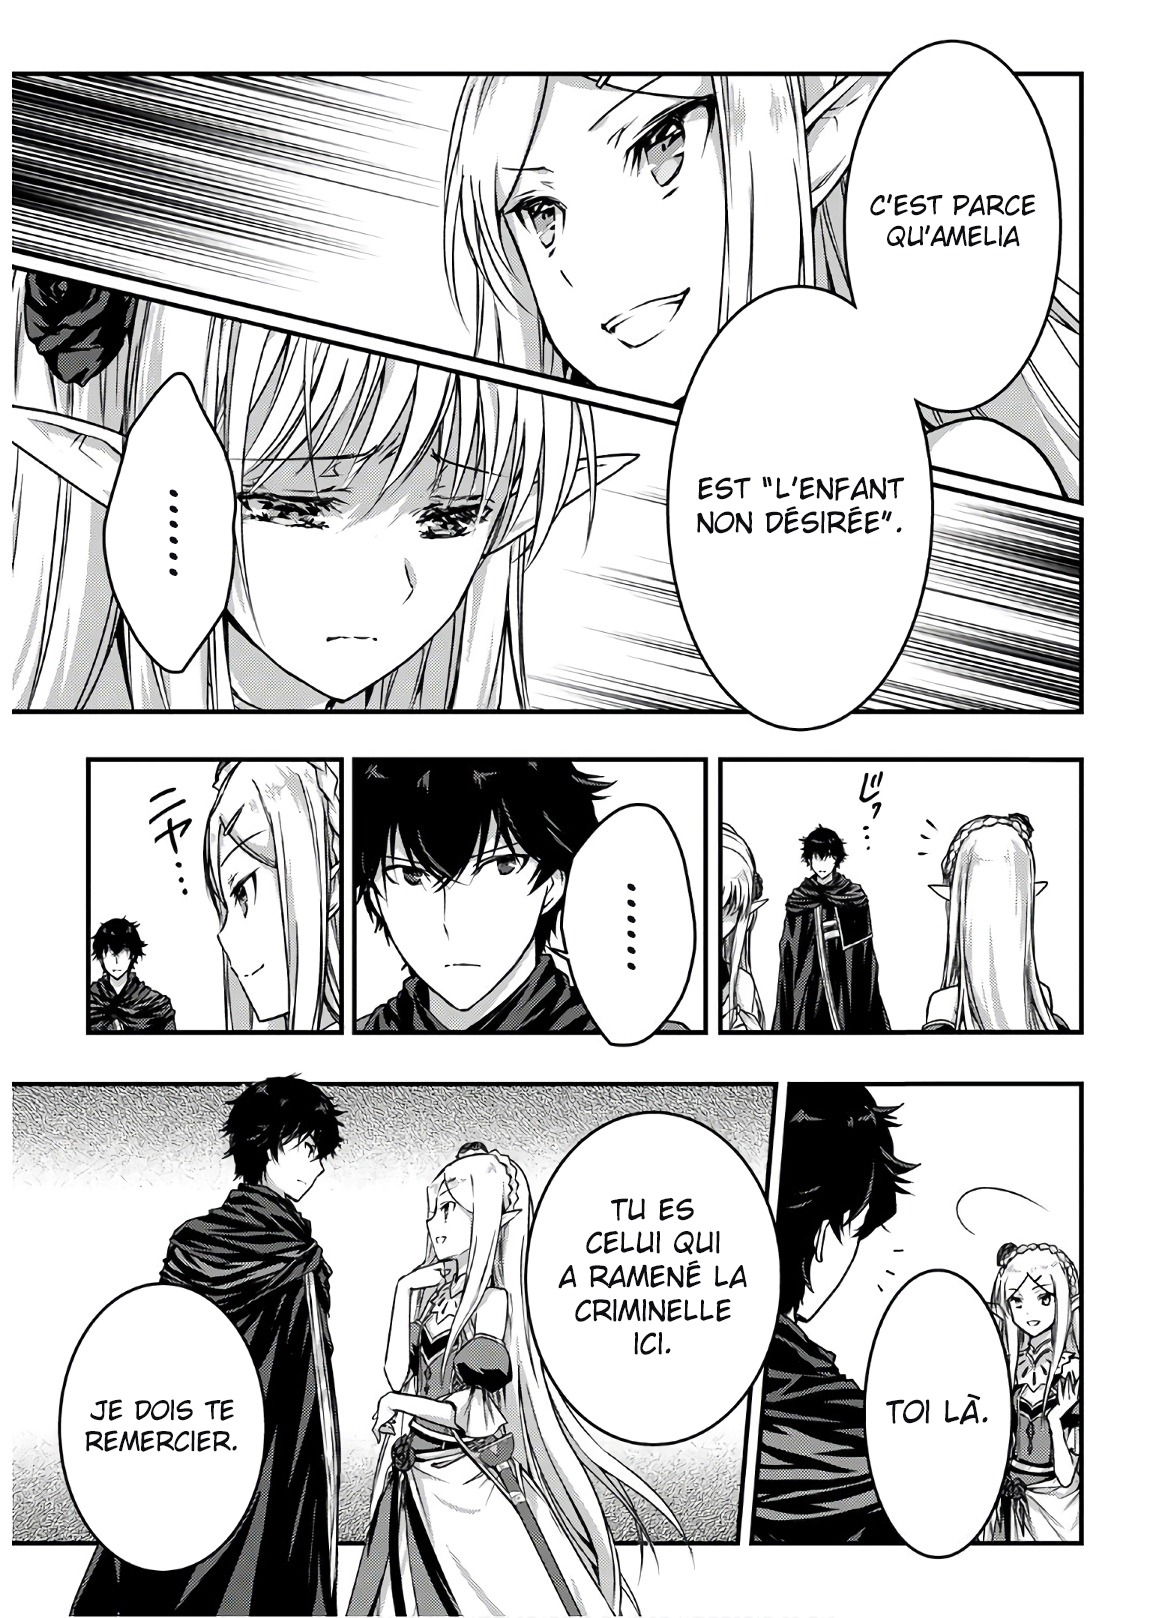 C'EST PARCE
QU'AMELIA
EST "L'ENFANT
NON DÉSIRÉE".
.......
じっ...
.......
ニヤ...
TOI LÀ.
TU ES
CELUI QUI
A RAMENÉ LA
CRIMINELLE
ICI.
JE DOIS TE
REMERCIER.